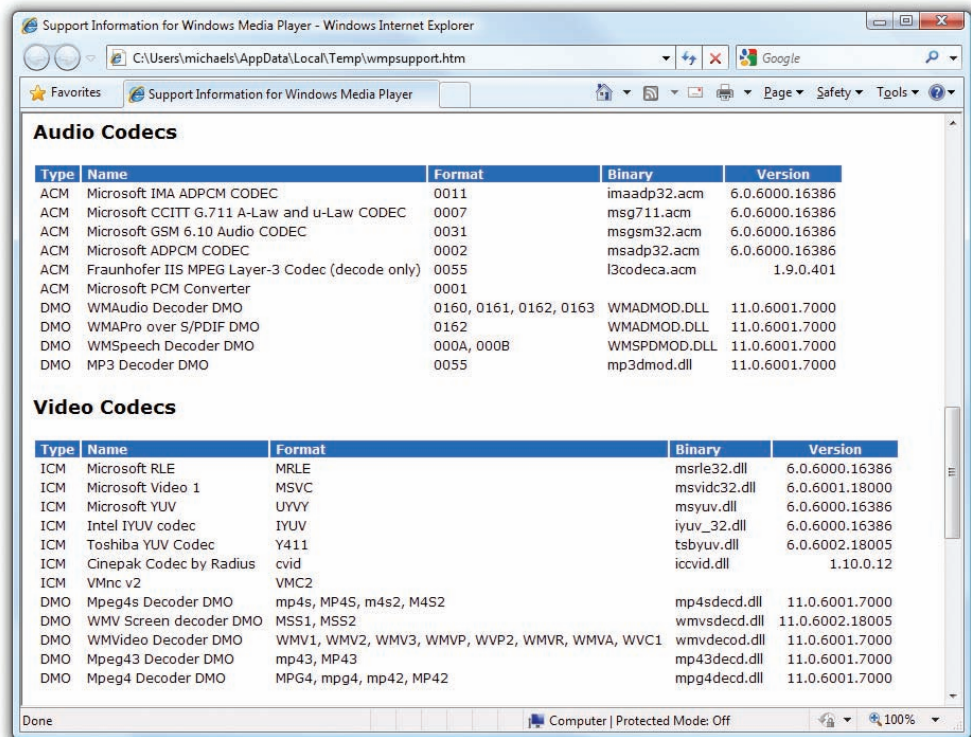 Support Information for Windows Media Player - Windows Internet Explorer
C:\Users\michaels\AppData\Local\Temp\wmpsupport.htm
Google
Favorites
Support Information for Windows Media Player
Page Safety Tools
Audio Codecs
Type Name Format Binary Version
ACM Microsoft IMA ADPCM CODEC 0011 imaadp32.acm 6.0.6000.16386
ACM Microsoft CCITT G.711 A-Law and u-Law CODEC 0007 msg711.acm 6.0.6000.16386
ACM Microsoft GSM 6.10 Audio CODEC 0031 msgsm32.acm 6.0.6000.16386
ACM Microsoft ADPCM CODEC 0002 msadp32.acm 6.0.6000.16386
ACM Fraunhofer IIS MPEG Layer-3 Codec (decode only) 0055 l3codeca.acm 1.9.0.401
ACM Microsoft PCM Converter 0001
DMO WMAudio Decoder DMO 0160, 0161, 0162, 0163 WMADMOD.DLL 11.0.6001.7000
DMO WMAPro over S/PDIF DMO 0162 WMADMOD.DLL 11.0.6001.7000
DMO WMSpeech Decoder DMO 000A, 000B WMSPDMOD.DLL 11.0.6001.7000
DMO MP3 Decoder DMO 0055 mp3dmod.dll 11.0.6001.7000
Video Codecs
Type Name Format Binary Version
ICM Microsoft RLE MRLE msrle32.dll 6.0.6000.16386
ICM Microsoft Video 1 MSVC msvidc32.dll 6.0.6001.18000
ICM Microsoft YUV UYVY msyuv.dll 6.0.6000.16386
ICM Intel IYUV codec IYUV iyuv_32.dll 6.0.6000.16386
ICM Toshiba YUV Codec Y411 tsbyuv.dll 6.0.6002.18005
ICM Cinepak Codec by Radius cvid iccvid.dll 1.10.0.12
ICM VMnc v2 VMC2
DMO Mpeg4s Decoder DMO mp4s, MP4S, m4s2, M4S2 mp4sdecd.dll 11.0.6001.7000
DMO WMV Screen decoder DMO MSS1, MSS2 wmvsdecd.dll 11.0.6002.18005
DMO WMVideo Decoder DMO WMV1, WMV2, WMV3, WMVP, WVP2, WMVR, WMVA, WVC1 wmvdecod.dll 11.0.6001.7000
DMO Mpeg43 Decoder DMO mp43, MP43 mp43decd.dll 11.0.6001.7000
DMO Mpeg4 Decoder DMO MPG4, mpg4, mp42, MP42 mpg4decd.dll 11.0.6001.7000
Done Computer | Protected Mode: Off 100%